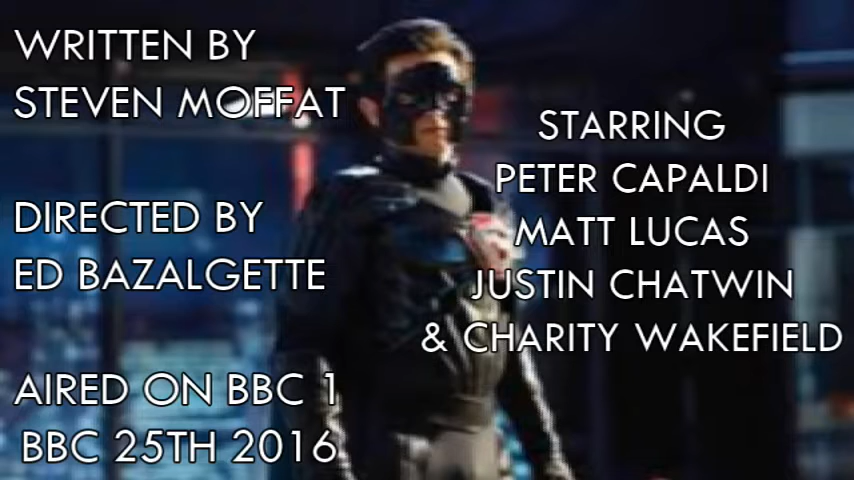 WRITTEN BY
STEVEN MOFFAT
DIRECTED BY
ED BAZALGETTE
AIRED ON BBC 1
BBC 25TH 2016
STARRING
PETER CAPALDI
MATT LUCAS
JUSTIN CHATWIN
& CHARITY WAKEFIELD